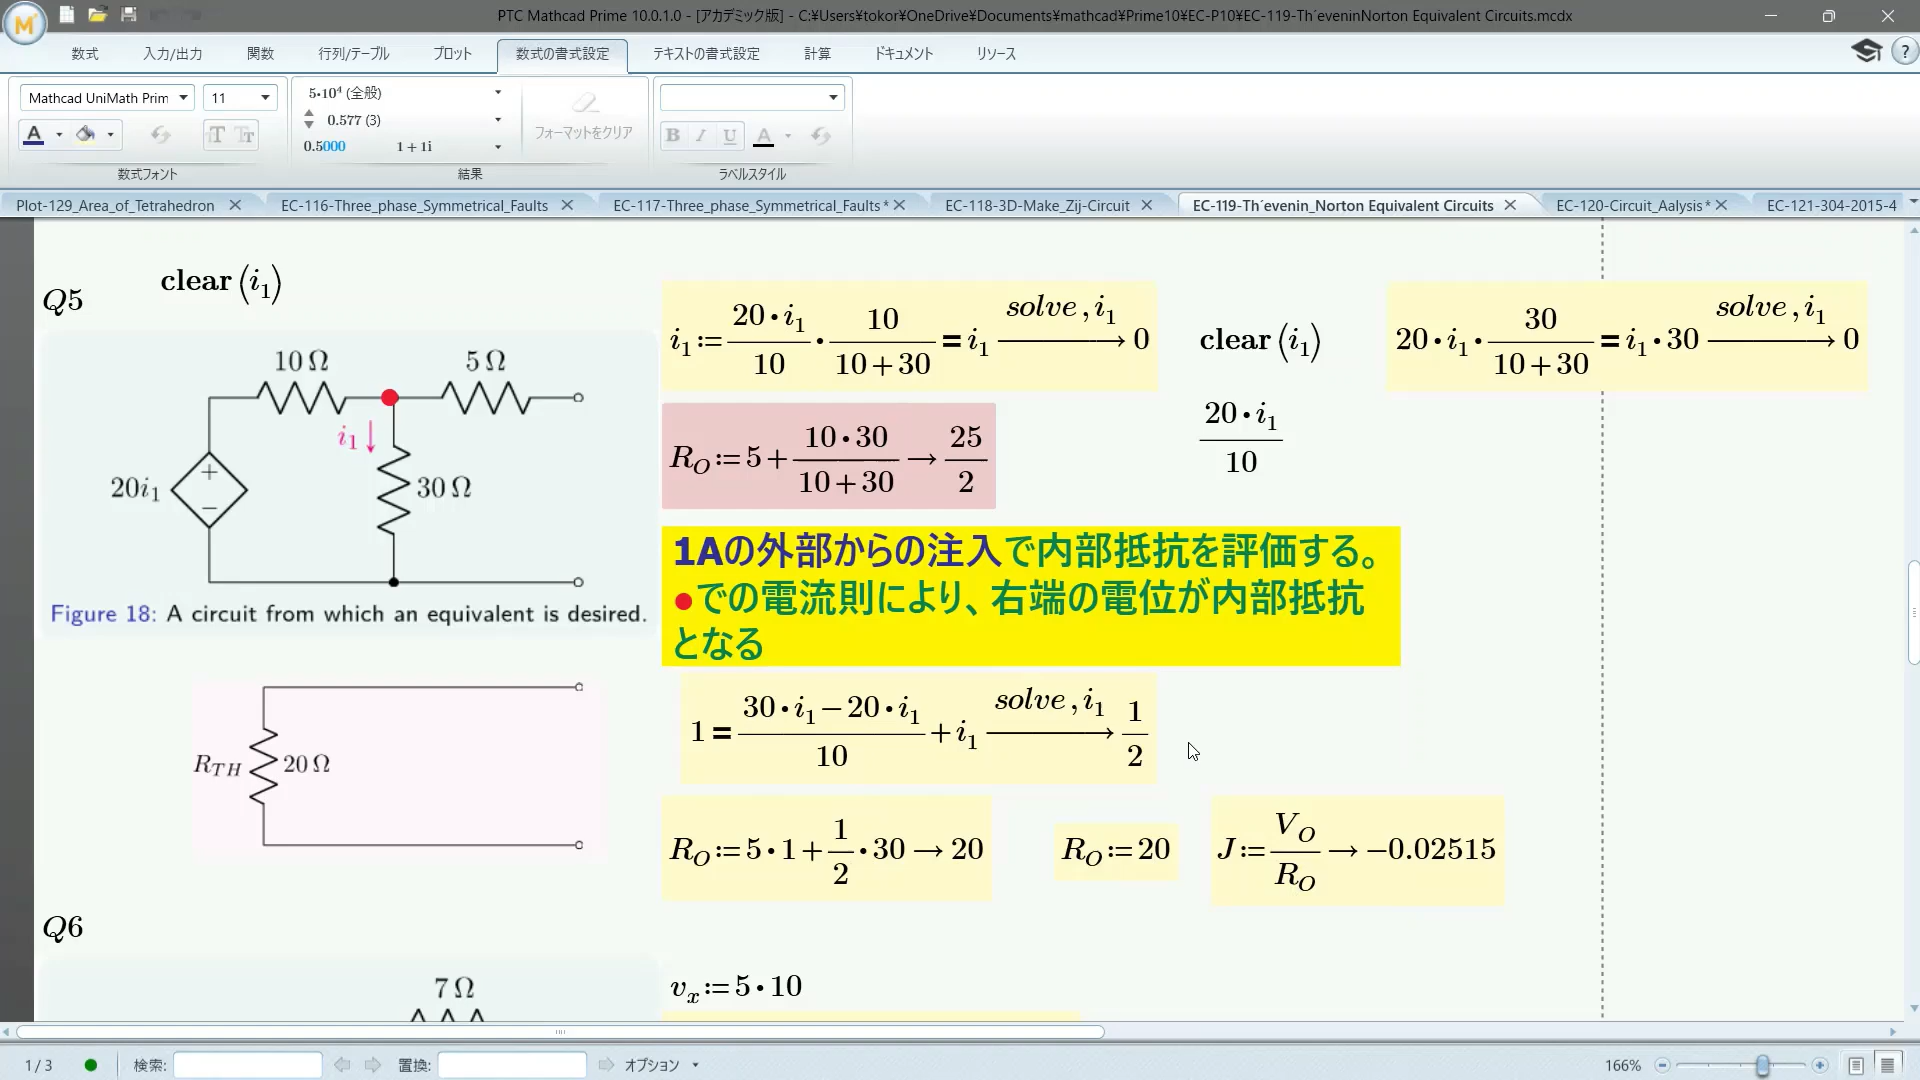 PTC Mathcad Prime 10.0.1.0 - [アカデミック版] - C:¥Users¥tokor¥OneDrive¥Documents¥mathcad¥Prime10¥EC-P10¥EC-119-Th´eveninNorton Equivalent Circuits.mcdx
数式 入力/出力 関数 行列/テーブル プロット 数式の書式設定 テキストの書式設定 計算 ドキュメント リソース
Mathcad UniMath Prim 11
5•10⁴ (全般)
0.577 (3)
0.5000 1 + 1i
フォーマットをクリア
B I U A
数式フォント 結果 ラベルスタイル
Plot-129_Area_of_Tetrahedron EC-116-Three_phase_Symmetrical_Faults EC-117-Three_phase_Symmetrical_Faults* EC-118-3D-Make_Zij-Circuit EC-119-Th´evenin_Norton Equivalent Circuits EC-120-Circuit_Aalysis* EC-121-304-2015-4
Q5 clear(i₁)
i₁ := 20•i₁/10 • 10/(10+30) = i₁ solve, i₁ → 0
clear(i₁)
20•i₁•30/(10+30) = i₁•30 solve, i₁ → 0
10 Ω 5 Ω
i₁ ↓
20i₁ + − 30 Ω
R_O := 5 + 10•30/(10+30) → 25/2
20•i₁/10
Figure 18: A circuit from which an equivalent is desired.
1Aの外部からの注入で内部抵抗を評価する。
●での電流則により、右端の電位が内部抵抗
となる
1 = (30•i₁−20•i₁)/10 + i₁ solve, i₁ → 1/2
R_TH 20 Ω
R_O := 5•1 + 1/2•30 → 20
R_O := 20
J := V_O/R_O → −0.02515
Q6
7 Ω
vₓ := 5•10
1 / 3 検索: 置換: オプション 166%